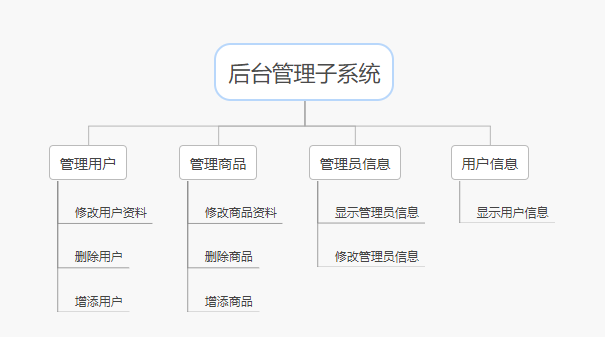 后台管理子系统
管理用户
管理商品
管理员信息
用户信息
修改用户资料
修改商品资料
显示管理员信息
显示用户信息
删除用户
删除商品
修改管理员信息
增添用户
增添商品